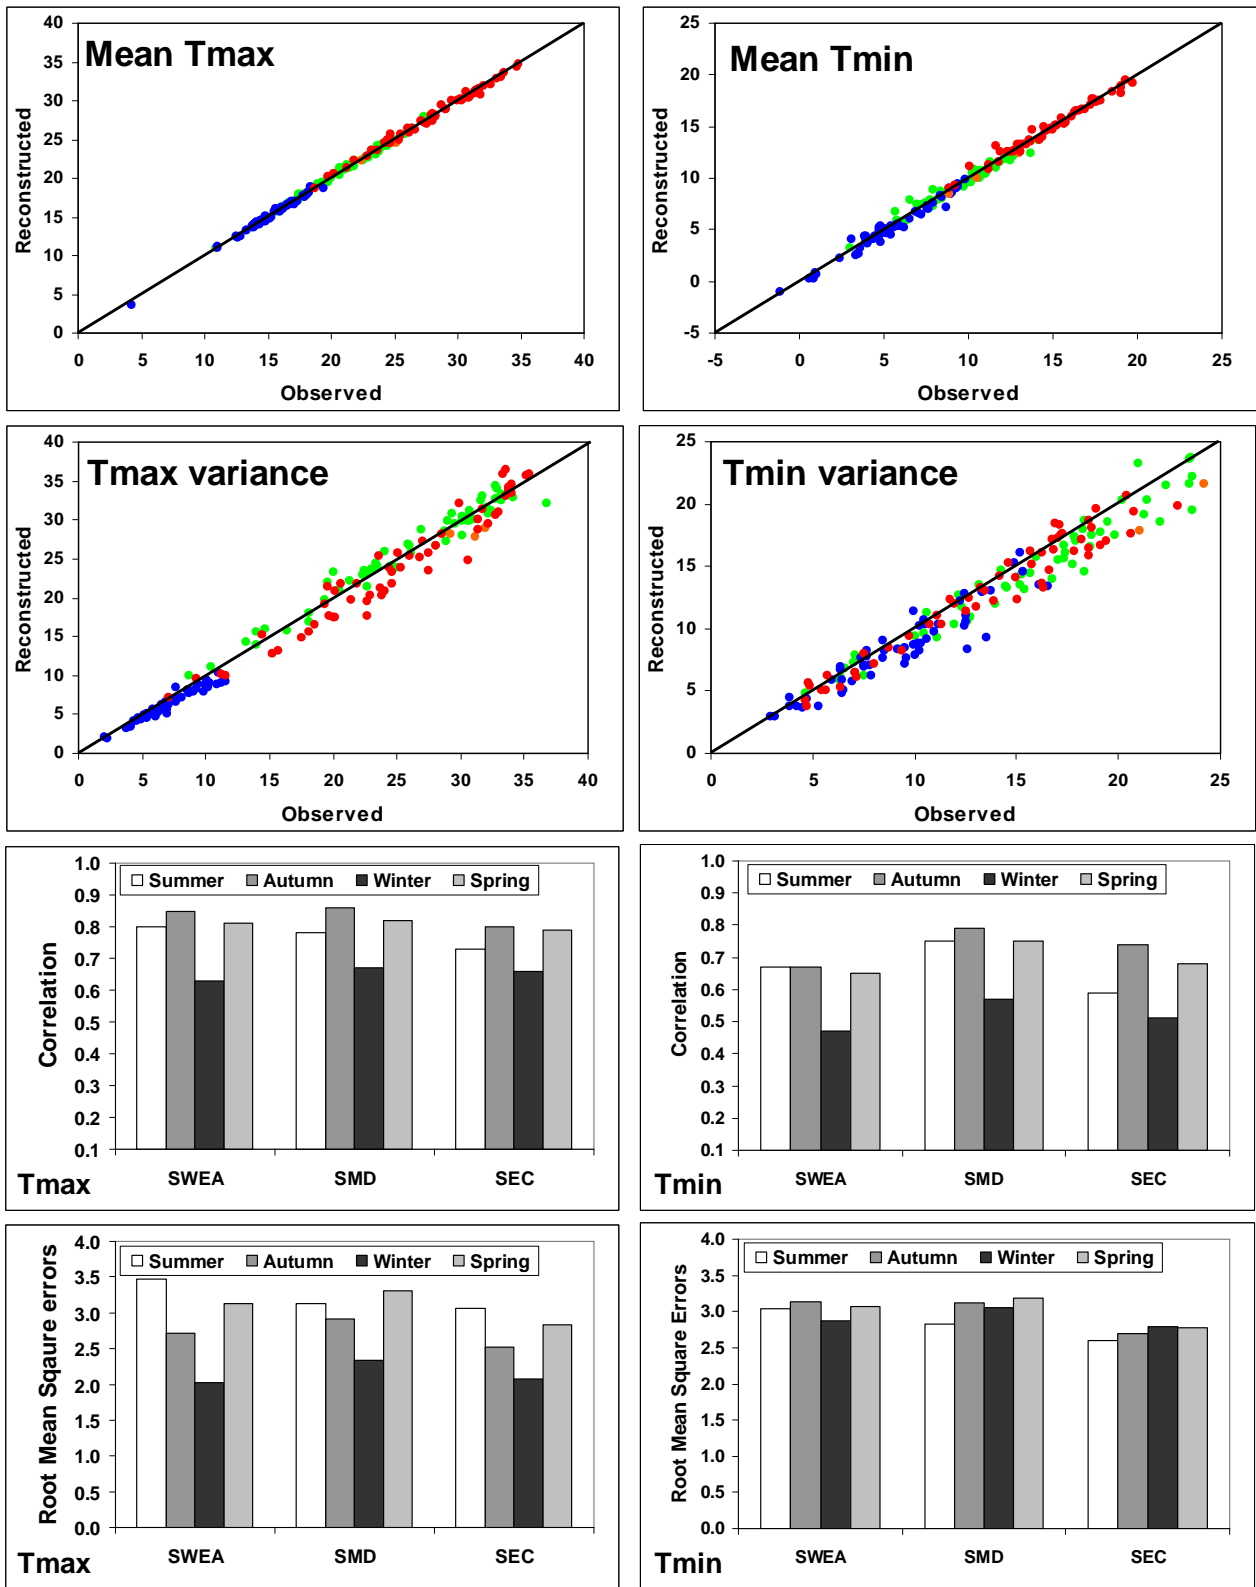 Mean Tmax
40
35
30
25
20
15
10
5
0
Reconstructed
0 5 10 15 20 25 30 35 40
Observed
Mean Tmin
25
20
15
10
5
0
-5
Reconstructed
-5 0 5 10 15 20 25
Observed
Tmax variance
40
35
30
25
20
15
10
5
0
Reconstructed
0 5 10 15 20 25 30 35 40
Observed
Tmin variance
25
20
15
10
5
0
Reconstructed
0 5 10 15 20 25
Observed
1.0
0.9
0.8
0.7
0.6
0.5
0.4
0.3
0.2
0.1
Correlation
Summer Autumn Winter Spring
SWEA SMD SEC
Tmax
1.0
0.9
0.8
0.7
0.6
0.5
0.4
0.3
0.2
0.1
Correlation
Summer Autumn Winter Spring
SWEA SMD SEC
Tmin
4.0
3.5
3.0
2.5
2.0
1.5
1.0
0.5
0.0
Root Mean Sqaure errors
Summer Autumn Winter Spring
SWEA SMD SEC
Tmax
4.0
3.5
3.0
2.5
2.0
1.5
1.0
0.5
0.0
Root Mean Square Errors
Summer Autumn Winter Spring
SWEA SMD SEC
Tmin